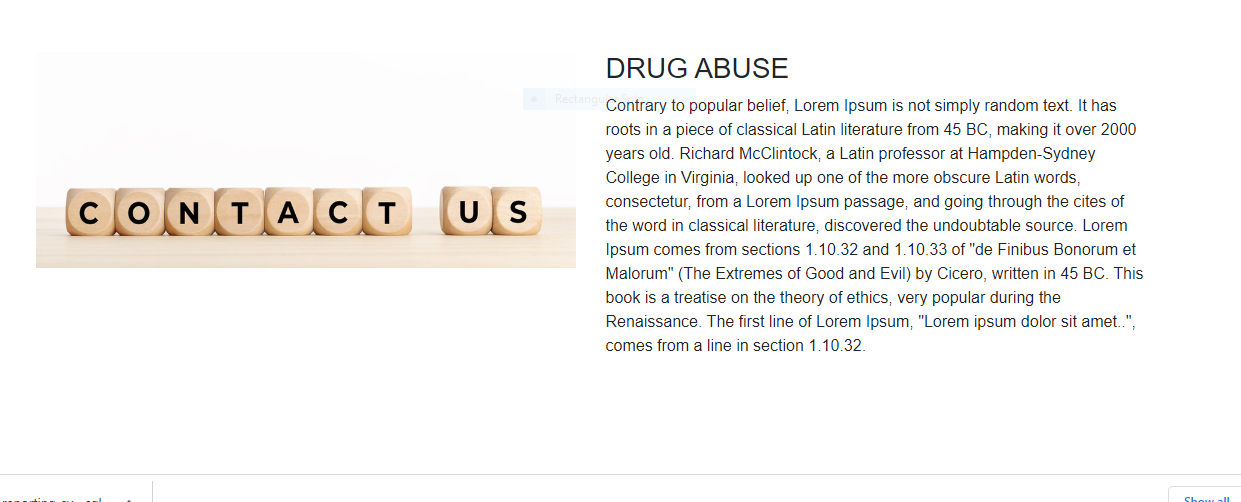 CONTACT US
DRUG ABUSE
Contrary to popular belief, Lorem Ipsum is not simply random text. It has
roots in a piece of classical Latin literature from 45 BC, making it over 2000
years old. Richard McClintock, a Latin professor at Hampden-Sydney
College in Virginia, looked up one of the more obscure Latin words,
consectetur, from a Lorem Ipsum passage, and going through the cites of
the word in classical literature, discovered the undoubtable source. Lorem
Ipsum comes from sections 1.10.32 and 1.10.33 of "de Finibus Bonorum et
Malorum" (The Extremes of Good and Evil) by Cicero, written in 45 BC. This
book is a treatise on the theory of ethics, very popular during the
Renaissance. The first line of Lorem Ipsum, "Lorem ipsum dolor sit amet..",
comes from a line in section 1.10.32.
Show all